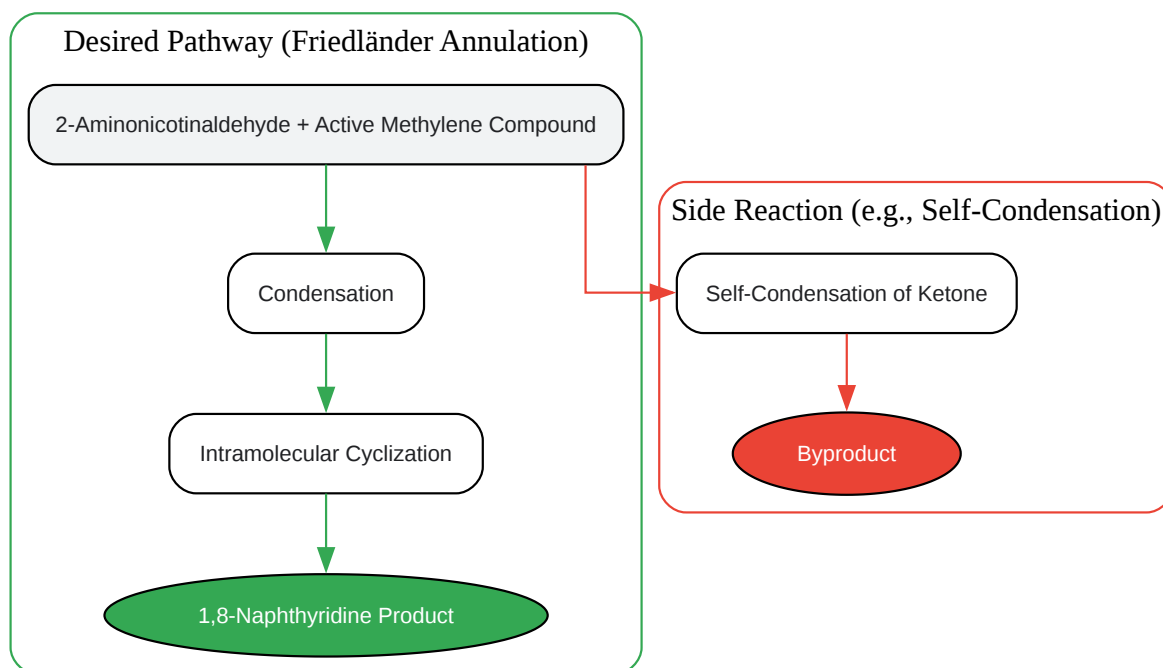 Desired Pathway (Friedländer Annulation)
2-Aminonicotinaldehyde + Active Methylene Compound
Condensation
Intramolecular Cyclization
1,8-Naphthyridine Product
Side Reaction (e.g., Self-Condensation)
Self-Condensation of Ketone
Byproduct